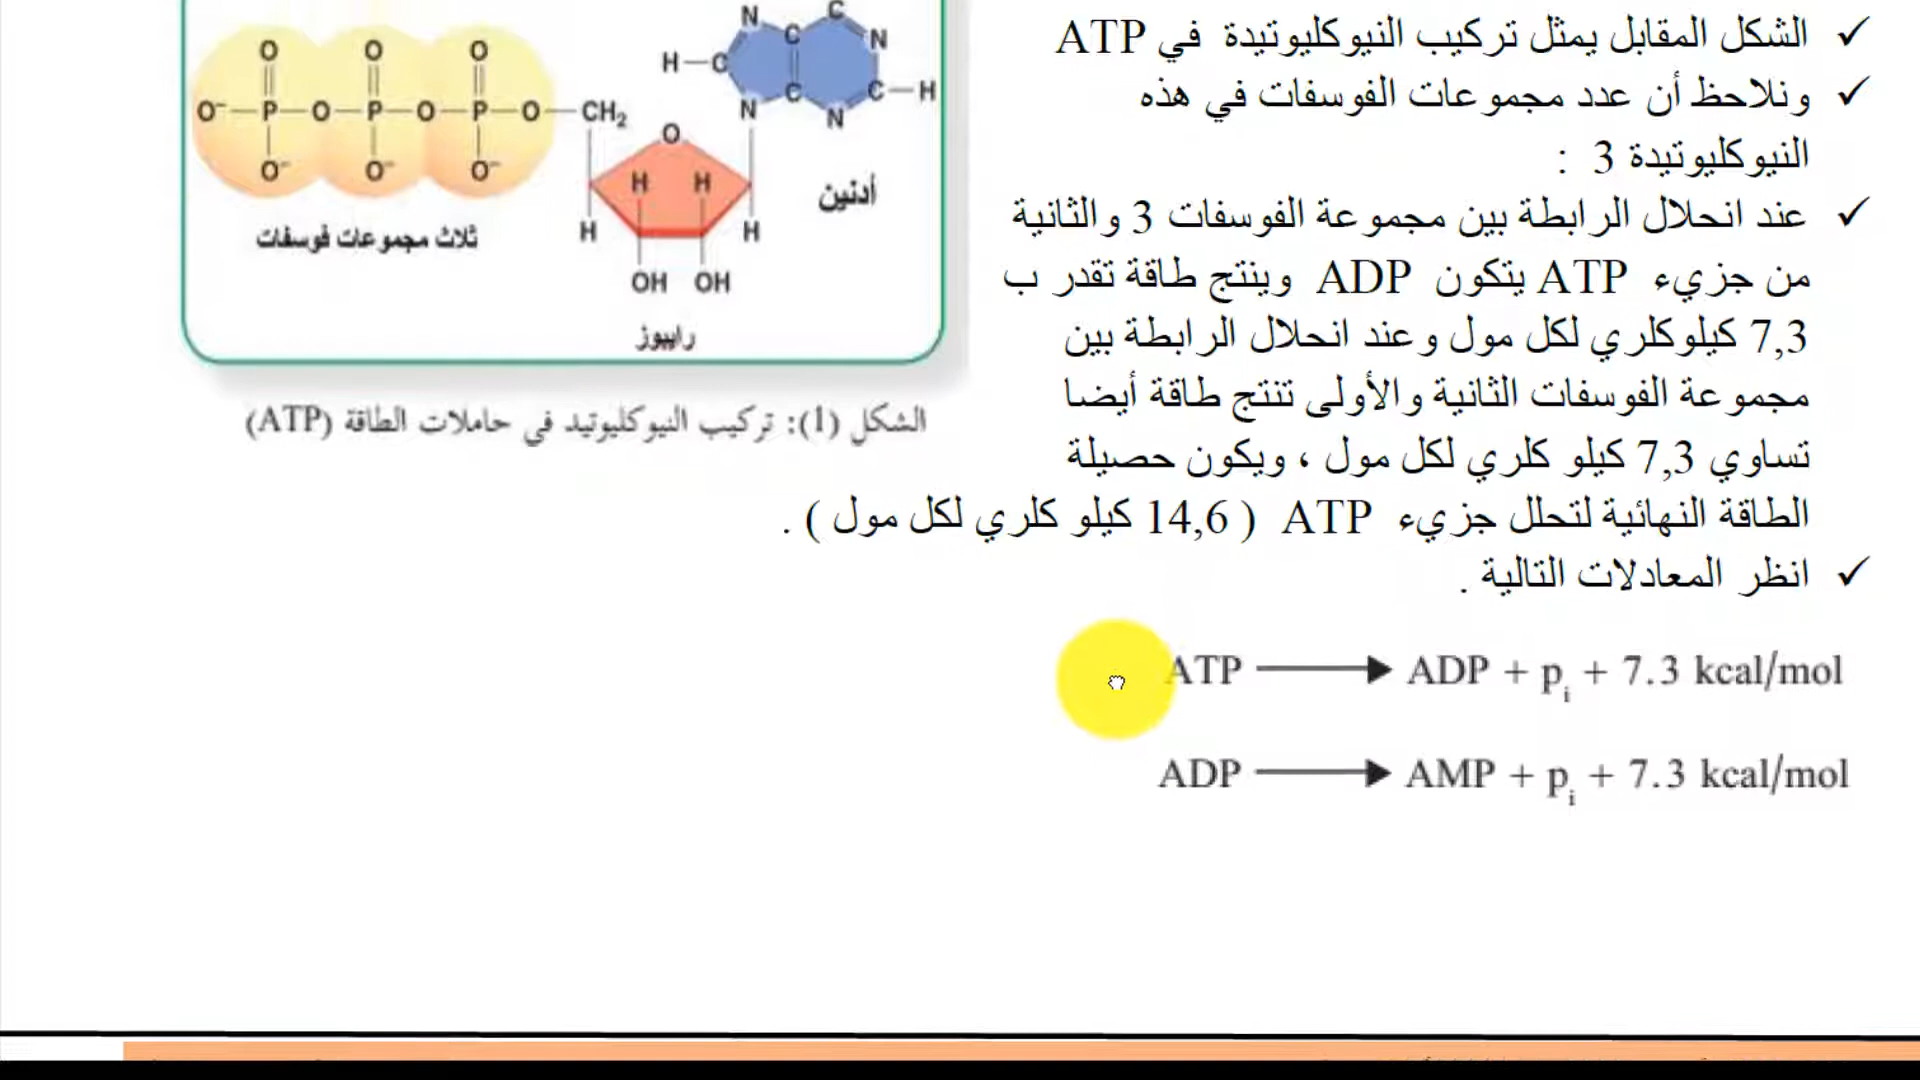 الشكل المقابل يمثل تركيب النيوكليوتيدة في ATP
ونلاحظ أن عدد مجموعات الفوسفات في هذه
النيوكليوتيدة 3 :
عند انحلال الرابطة بين مجموعة الفوسفات 3 والثانية
من جزيء ATP يتكون ADP وينتج طاقة تقدر ب
7,3 كيلوكلري لكل مول وعند انحلال الرابطة بين
مجموعة الفوسفات الثانية والأولى تنتج طاقة أيضا
تساوي 7,3 كيلو كلري لكل مول ، ويكون حصيلة
الطاقة النهائية لتحلل جزيء ATP ( 14,6 كيلو كلري لكل مول ) .
انظر المعادلات التالية .
ATP ⟶ ADP + pᵢ + 7.3 kcal/mol
ADP ⟶ AMP + pᵢ + 7.3 kcal/mol
N C
O O O C N
H—C
C—H
O⁻—P—O—P—O—P—O—CH₂ N C N
O
O⁻ O⁻ O⁻
H H
أدنين
ثلاث مجموعات فوسفات
H H
OH OH
رايبوز
الشكل (1): تركيب النيوكليوتيد في حاملات الطاقة (ATP)